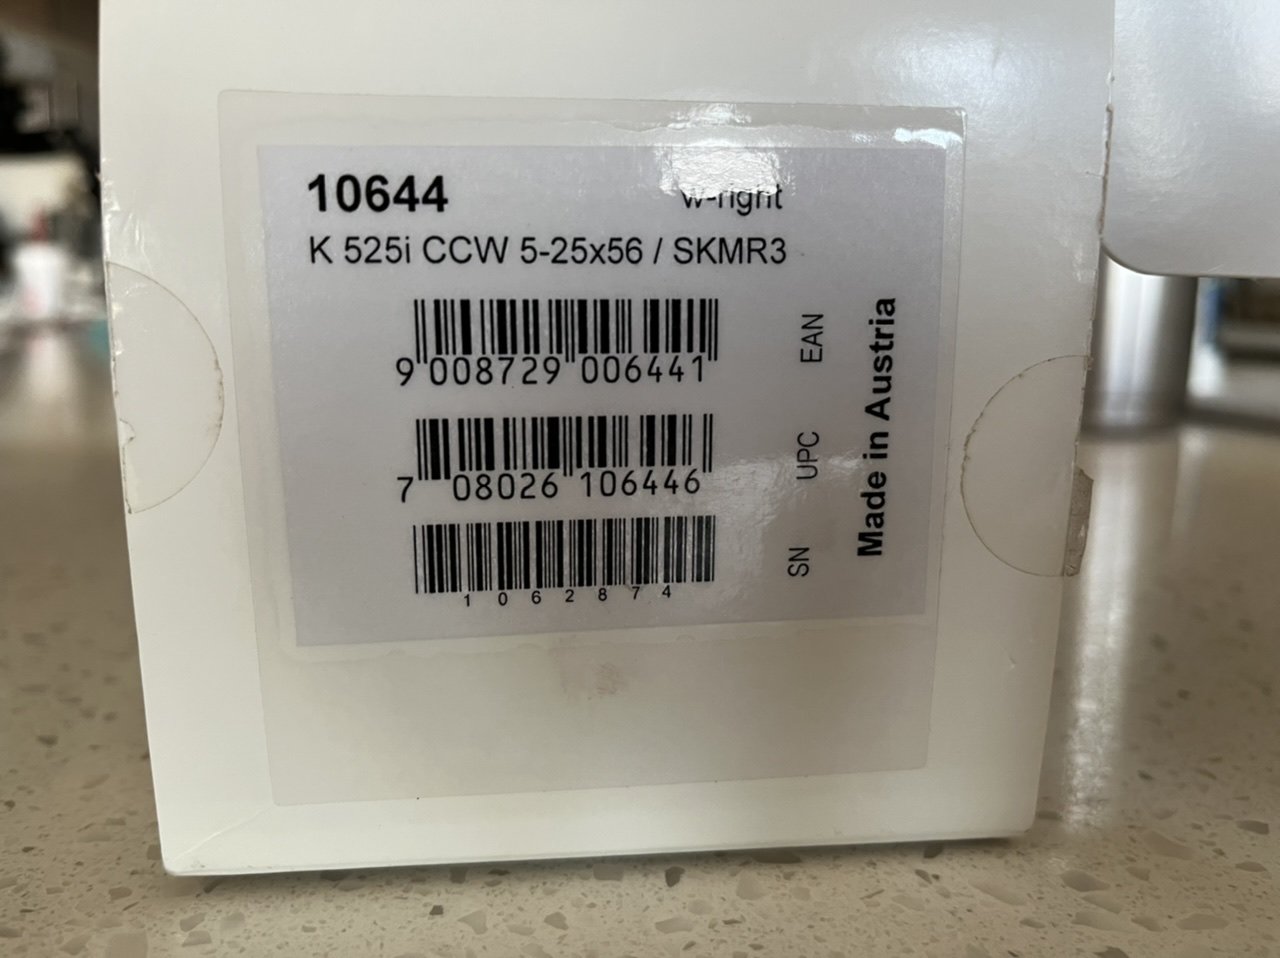 10644 w-right
K 525i CCW 5-25x56 / SKMR3
9 008729 006441
EAN
7 08026 106446
UPC
1062874
SN
Made in Austria